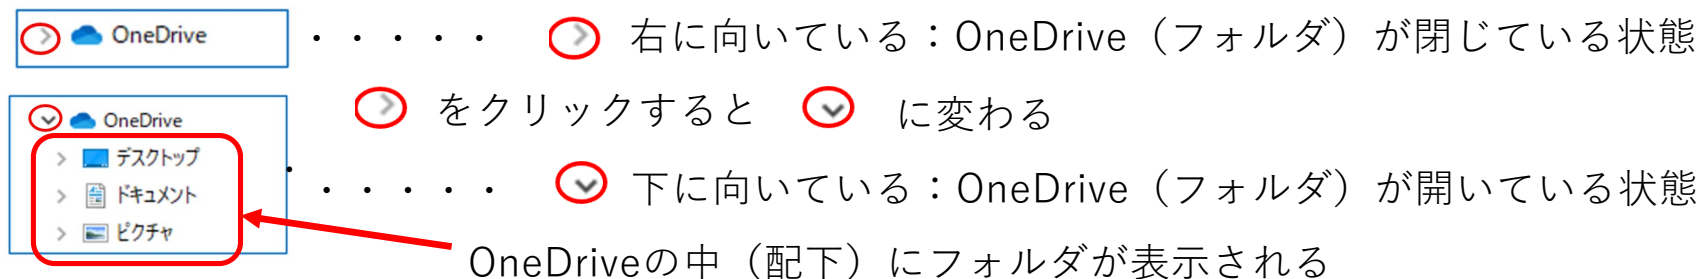 OneDrive ・・・・・ 右に向いている：OneDrive（フォルダ）が閉じている状態
をクリックすると に変わる
OneDrive
デスクトップ
・・・・・・ 下に向いている：OneDrive（フォルダ）が開いている状態
ドキュメント
ピクチャ
OneDriveの中（配下）にフォルダが表示される